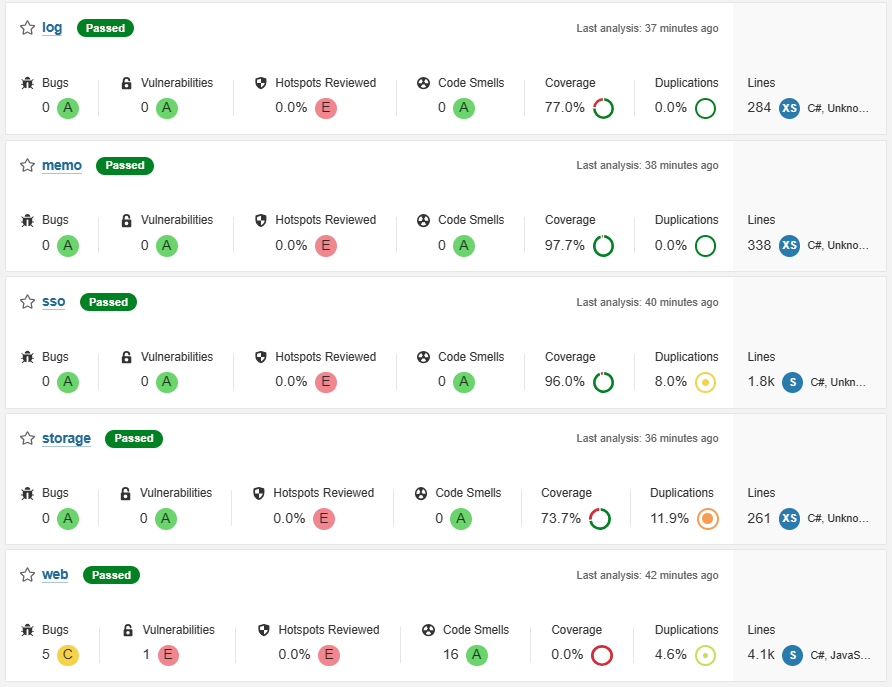 log Passed Last analysis: 37 minutes ago
Bugs Vulnerabilities Hotspots Reviewed Code Smells Coverage Duplications Lines
0 A 0 A 0.0% E 0 A 77.0% 0.0% 284 XS C#, Unkno...
memo Passed Last analysis: 38 minutes ago
Bugs Vulnerabilities Hotspots Reviewed Code Smells Coverage Duplications Lines
0 A 0 A 0.0% E 0 A 97.7% 0.0% 338 XS C#, Unkno...
sso Passed Last analysis: 40 minutes ago
Bugs Vulnerabilities Hotspots Reviewed Code Smells Coverage Duplications Lines
0 A 0 A 0.0% E 0 A 96.0% 8.0% 1.8k S C#, Unkn...
storage Passed Last analysis: 36 minutes ago
Bugs Vulnerabilities Hotspots Reviewed Code Smells Coverage Duplications Lines
0 A 0 A 0.0% E 0 A 73.7% 11.9% 261 XS C#, Unkno...
web Passed Last analysis: 42 minutes ago
Bugs Vulnerabilities Hotspots Reviewed Code Smells Coverage Duplications Lines
5 C 1 E 0.0% E 16 A 0.0% 4.6% 4.1k S C#, JavaS...